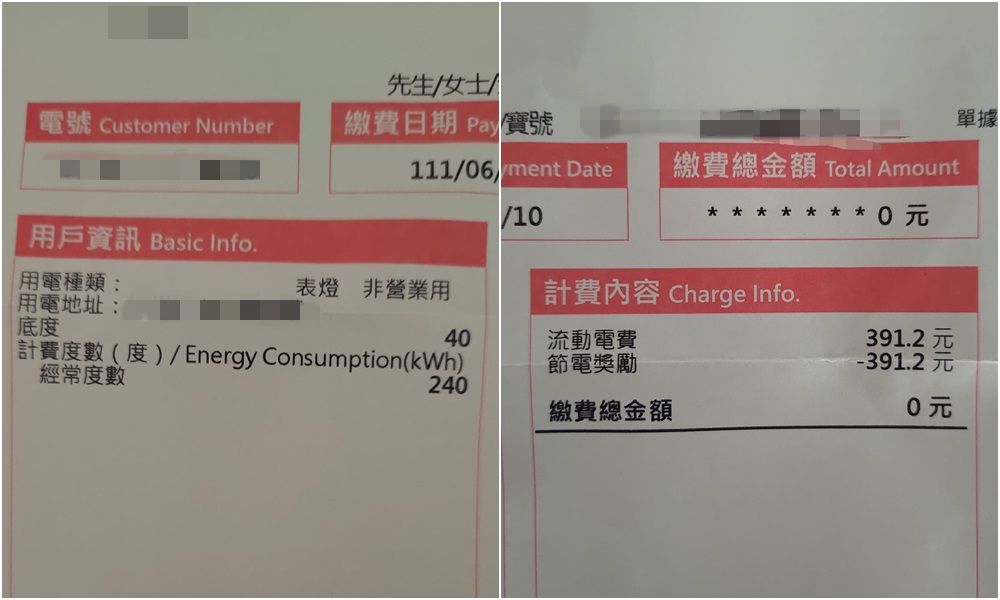 先生/女士/
電號 Customer Number
繳費日期 Pay
111/06/
用戶資訊 Basic Info.
用電種類：
表燈 非營業用
用電地址：
底度
40
計費度數（度）/ Energy Consumption(kWh)
經常度數
240
/寶號
單據
yment Date
繳費總金額 Total Amount
/10
* * * * * * * 0 元
計費內容 Charge Info.
流動電費 391.2 元
節電獎勵 -391.2 元
繳費總金額 0 元